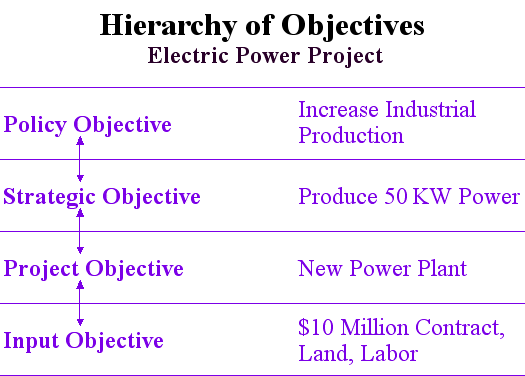 Hierarchy of Objectives
Electric Power Project
Policy Objective
Increase Industrial
Production
Strategic Objective
Produce 50 KW Power
Project Objective
New Power Plant
Input Objective
$10 Million Contract,
Land, Labor